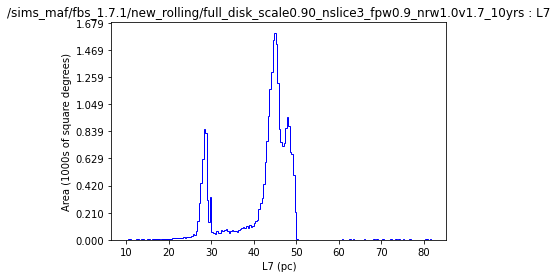 /sims_maf/fbs_1.7.1/new_rolling/full_disk_scale0.90_nslice3_fpw0.9_nrw1.0v1.7_10yrs : L7
1.679
1.469
1.259
1.049
0.839
0.629
0.420
0.210
0.000
Area (1000s of square degrees)
10 20 30 40 50 60 70 80
L7 (pc)